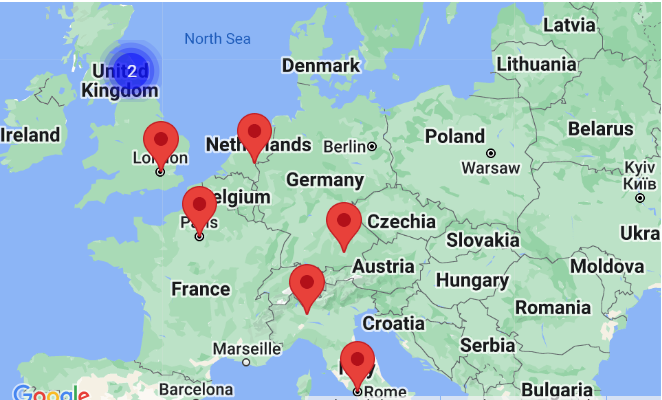 Latvia
North Sea
Denmark
Lithuania
2
United
Kingdom
Ireland
Netherlands
Berlin
Poland
Belarus
London
Warsaw
Kyiv
Київ
Germany
Belgium
Paris
Czechia
Slovakia
Ukra
Austria
Moldova
France
Hungary
Romania
Croatia
Marseille
Serbia
Barcelona
Rome
Bulgaria
Google